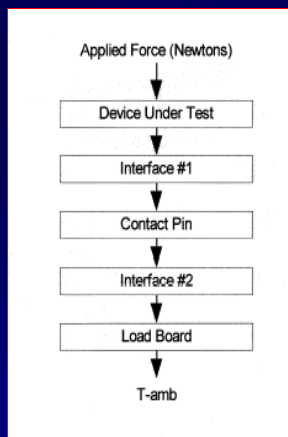 Applied Force (Newtons)
Device Under Test
Interface #1
Contact Pin
Interface #2
Load Board
T-amb